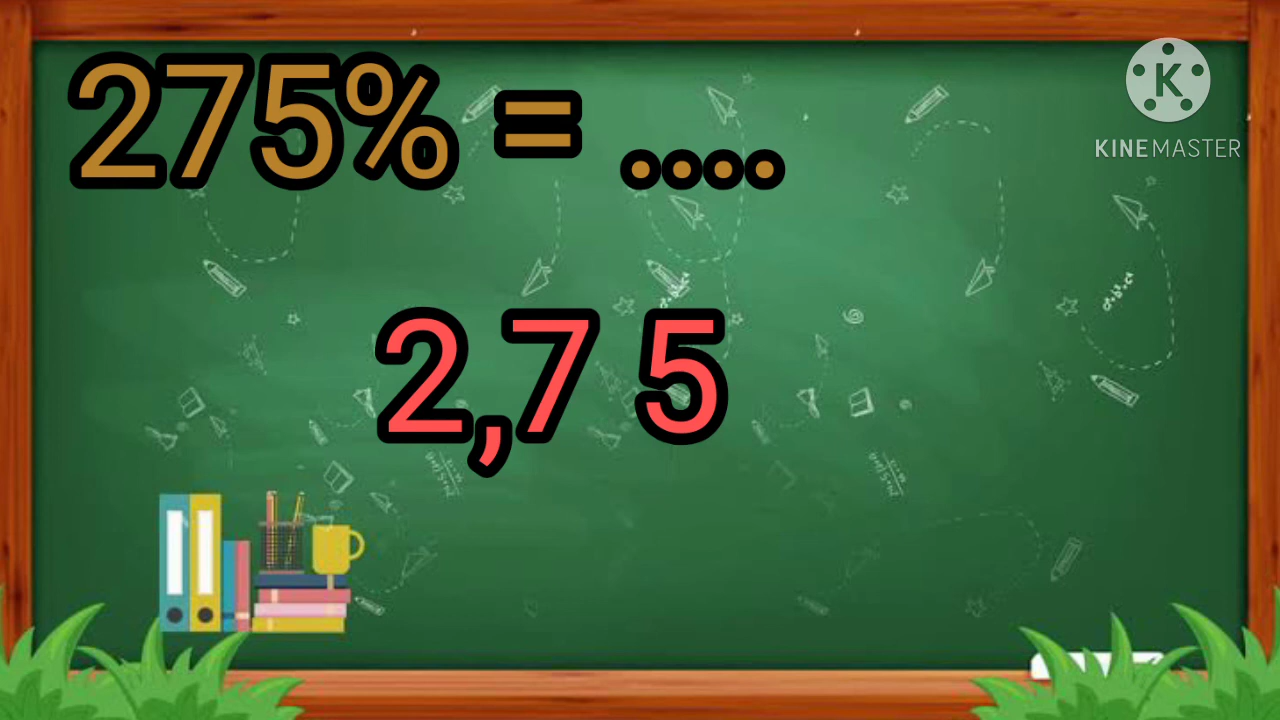 275% = ....
K
KINEMASTER
2,7 5